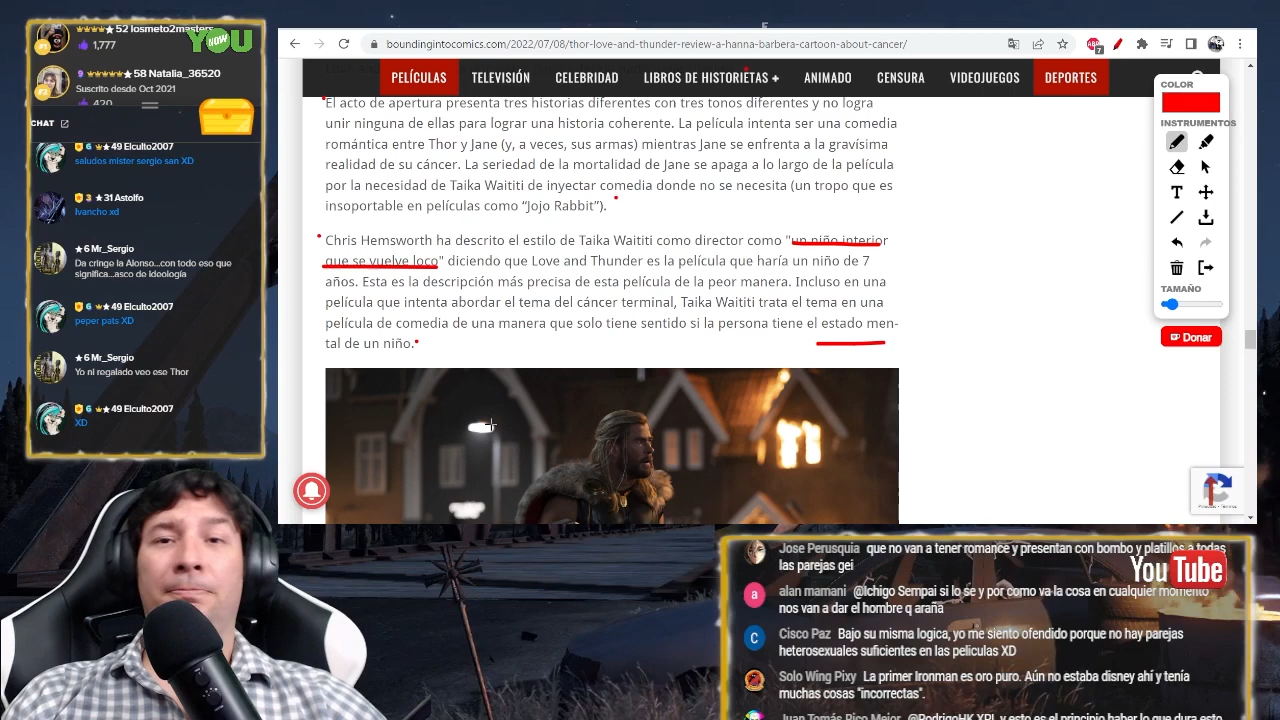 52 losmeto2masters
1,777
YOU NOW
9 58 Natalia_36520
Suscrito desde Oct 2021
420
CHAT
6 49 Elculto2007
saludos mister sergio san XD
3 31 Astolfo
Ivancho xd
6 Mr_Sergio
Da cringe la Alonso...con todo eso que
significa...asco de ideología
6 49 Elculto2007
peper pats XD
6 Mr_Sergio
Yo ni regalado veo ese Thor
6 49 Elculto2007
XD
boundingintocomics.com/2022/07/08/thor-love-and-thunder-review-a-hanna-barbera-cartoon-about-cancer/
7
PELÍCULAS TELEVISIÓN CELEBRIDAD LIBROS DE HISTORIETAS + ANIMADO CENSURA VIDEOJUEGOS DEPORTES
El acto de apertura presenta tres historias diferentes con tres tonos diferentes y no logra
unir ninguna de ellas para lograr una historia coherente. La película intenta ser una comedia
romántica entre Thor y Jane (a veces, sus armas) mientras Jane se enfrenta a la gravísima
realidad de su cáncer. La seriedad de la mortalidad de Jane se apaga a lo largo de la película
por la necesidad de Taika Waititi de inyectar comedia donde no se necesita (un tropo que es
insoportable en películas como “Jojo Rabbit”).
Chris Hemsworth ha descrito el estilo de Taika Waititi como director como "un niño interior
que se vuelve loco" diciendo que Love and Thunder es la película que haría un niño de 7
años. Esta es la descripción más precisa de esta película de la peor manera. Incluso en una
película que intenta abordar el tema del cáncer terminal, Taika Waititi trata el tema en una
película de comedia de una manera que solo tiene sentido si la persona tiene el estado men-
tal de un niño.
COLOR
INSTRUMENTOS
T
TAMAÑO
Donar
YouTube
Jose Perusquia que no van a tener romance y presentan con bombo y platillos a todas
las parejas gei
a alan mamani @Ichigo Sempai si lo se y por como va la cosa en cualquier momento
nos van a dar el hombre q araña
C Cisco Paz Bajo su misma logica, yo me siento ofendido porque no hay parejas
heterosexuales suficientes en las peliculas XD
Solo Wing Pixy La primer Ironman es oro puro. Aún no estaba disney ahí y tenía
muchas cosas "incorrectas".